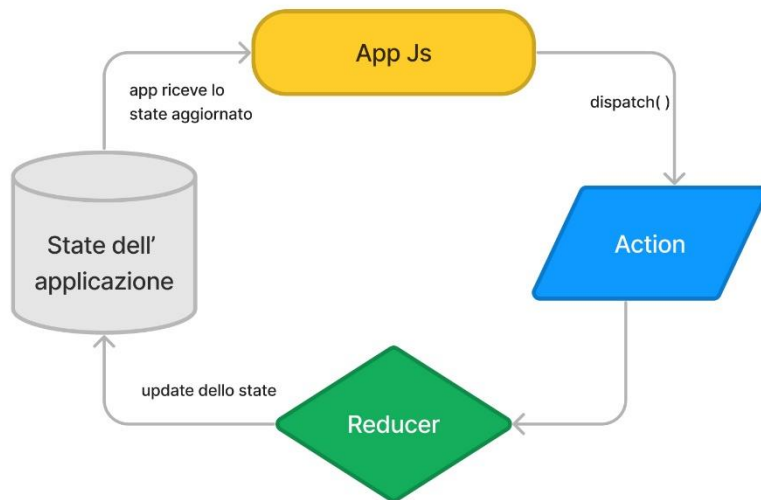 App Js
app riceve lo
state aggiornato
dispatch( )
State dell'
applicazione
Action
update dello state
Reducer